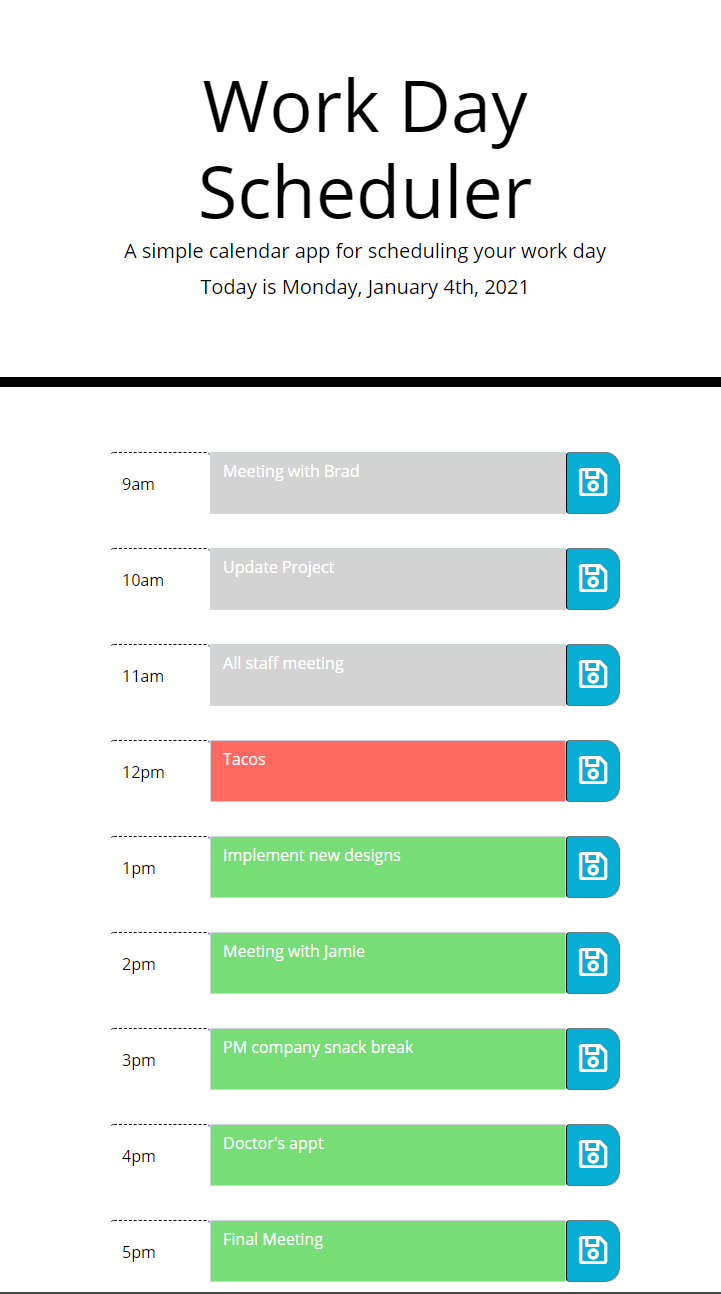 Work Day
Scheduler
A simple calendar app for scheduling your work day
Today is Monday, January 4th, 2021
9am Meeting with Brad
10am Update Project
11am All staff meeting
12pm Tacos
1pm Implement new designs
2pm Meeting with Jamie
3pm PM company snack break
4pm Doctor's appt
5pm Final Meeting